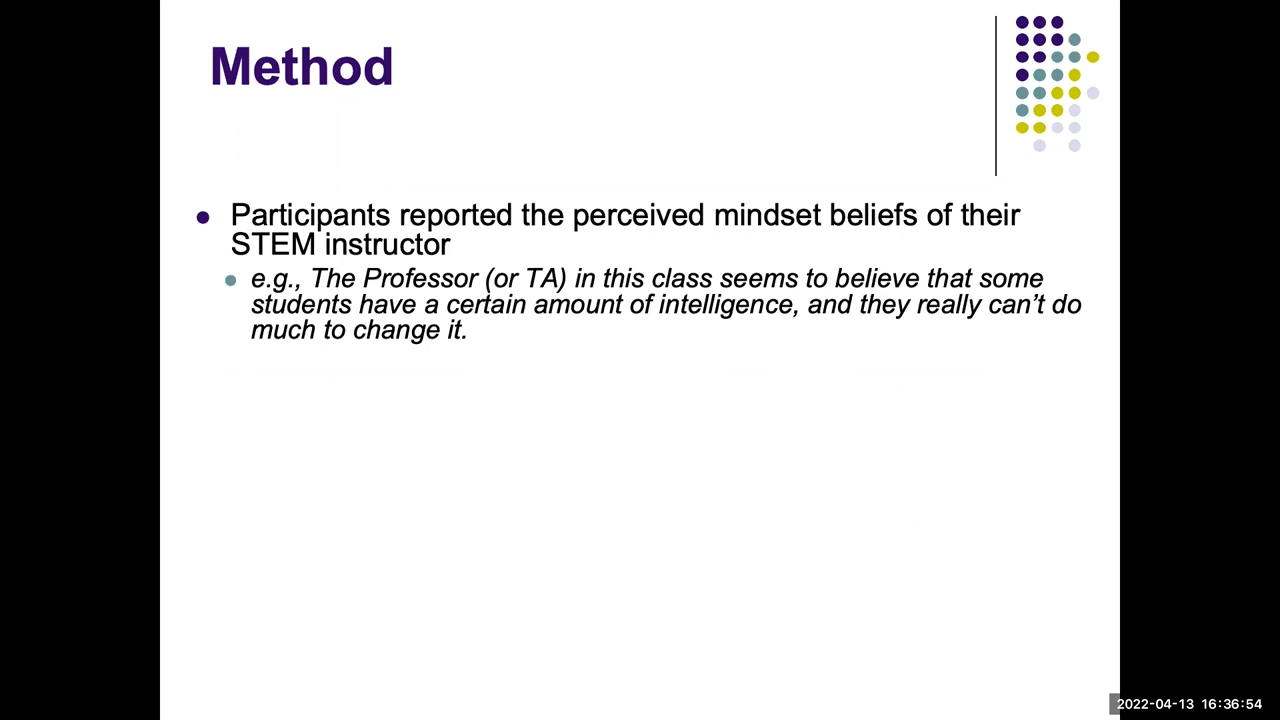 Method
Participants reported the perceived mindset beliefs of their
STEM instructor
e.g., The Professor (or TA) in this class seems to believe that some
students have a certain amount of intelligence, and they really can’t do
much to change it.
2022-04-13 16:36:54